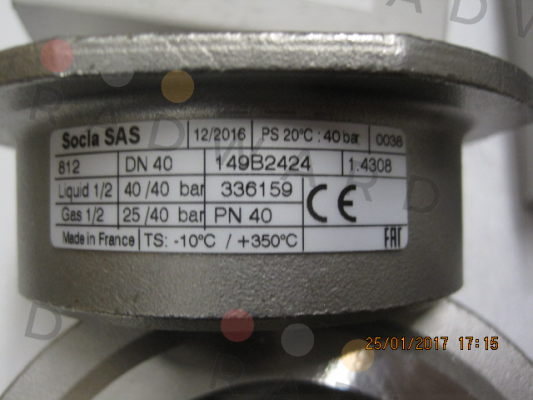 Socla SAS 12/2016 PS 20°C : 40 bar 0038
812 DN 40 149B2424 1.4308
Liquid 1/2 40 /40 bar 336159 CE
Gas 1/2 25 /40 bar PN 40
Made in France TS: -10°C / +350°C EAC
25/01/2017 17:15